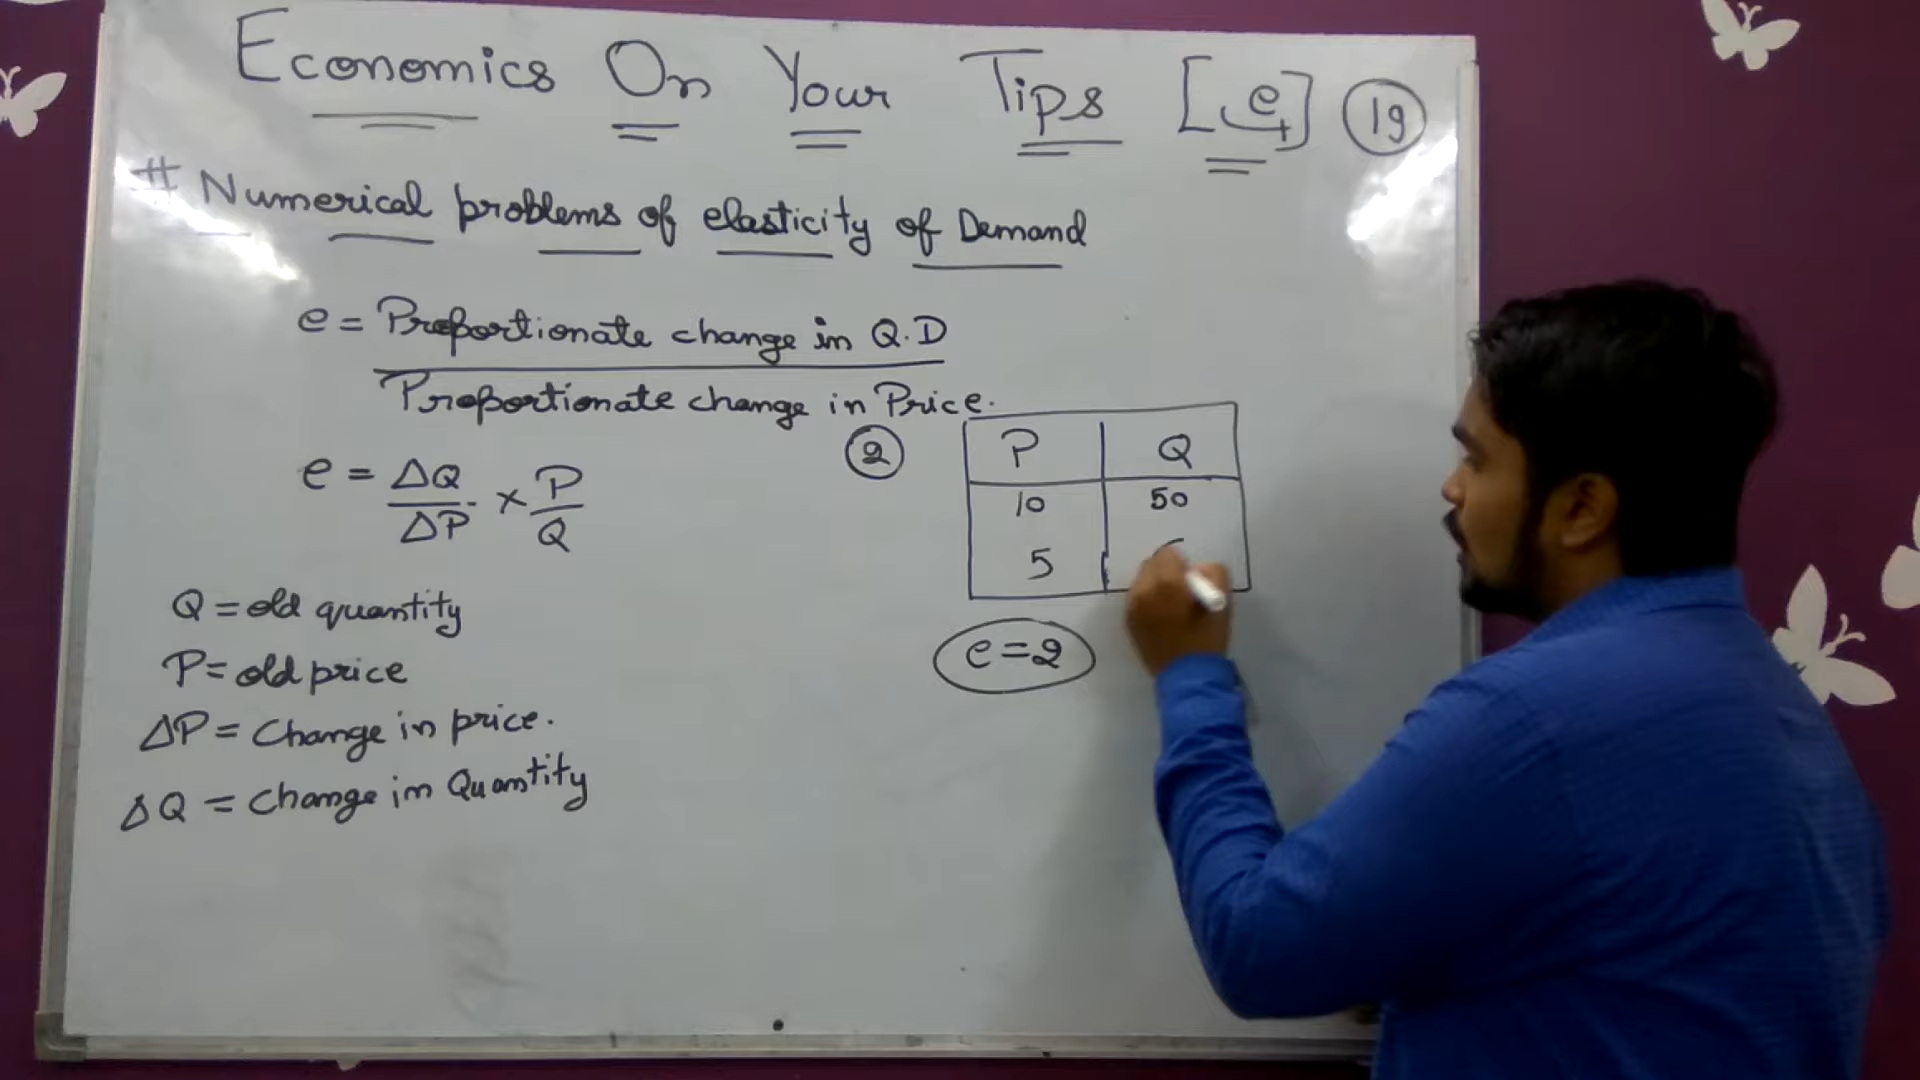 Economics On Your Tips [e+] 19
# Numerical problems of elasticity of Demand
e = Proportionate change in Q.D
Proportionate change in Price.
e = ΔQ/ΔP × P/Q
Q = old quantity
P = old price
ΔP = Change in price.
ΔQ = Change in Quantity
2
P Q
10 50
5
e = 2